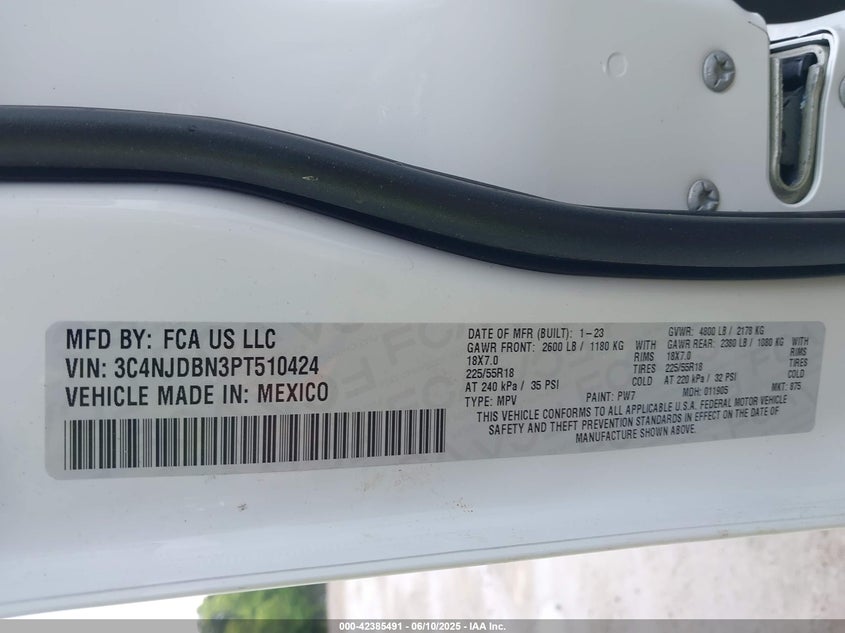 MFD BY: FCA US LLC
VIN: 3C4NJDBN3PT510424
VEHICLE MADE IN: MEXICO
DATE OF MFR (BUILT): 1-23 GVWR: 4800 LB / 2178 KG
GAWR FRONT: 2600 LB / 1180 KG WITH GAWR REAR: 2380 LB / 1080 KG WITH
18X7.0 RIMS 18X7.0 RIMS
225/55R18 TIRES 225/55R18 TIRES
AT 240 kPa / 35 PSI COLD AT 220 kPa / 32 PSI COLD
TYPE: MPV PAINT: PW7 MDH: 011905 MKT: 875
THIS VEHICLE CONFORMS TO ALL APPLICABLE U.S.A. FEDERAL MOTOR VEHICLE
SAFETY AND THEFT PREVENTION STANDARDS IN EFFECT ON THE DATE OF
MANUFACTURE SHOWN ABOVE.
000-42385491 - 06/10/2025 - IAA Inc.